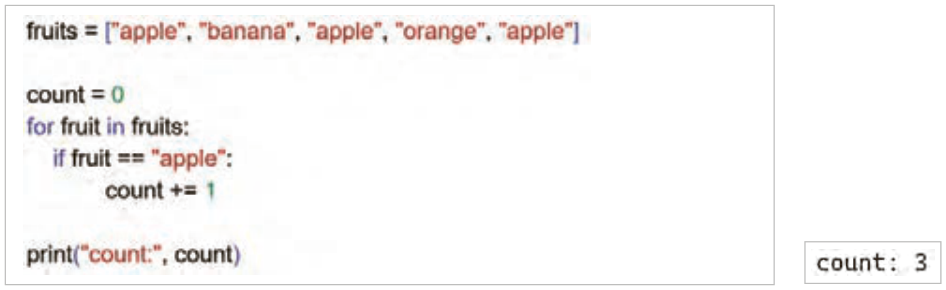 fruits = ["apple", "banana", "apple", "orange", "apple"]
count = 0
for fruit in fruits:
if fruit == "apple":
count += 1
print("count:", count)
count: 3